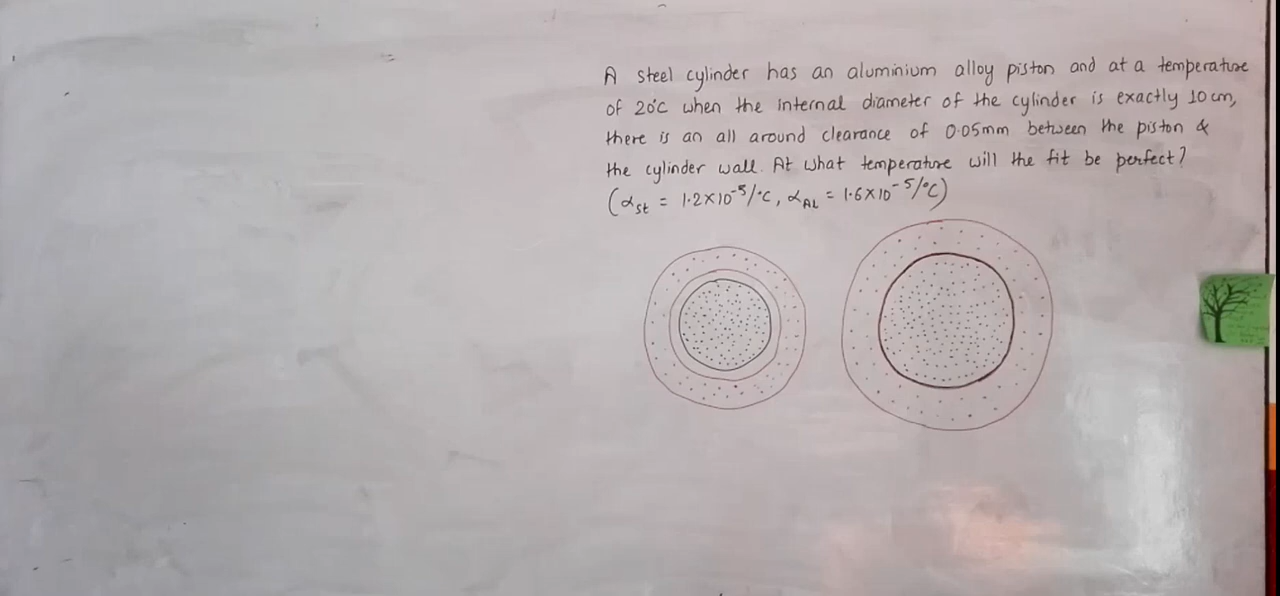 A steel cylinder has an aluminium alloy piston and at a temperature
of 20°C when the internal diameter of the cylinder is exactly 10 cm,
there is an all around clearance of 0.05mm between the piston &
the cylinder wall. At what temperature will the fit be perfect?
(αst = 1.2×10⁻⁵/°C, αAL = 1.6×10⁻⁵/°C)